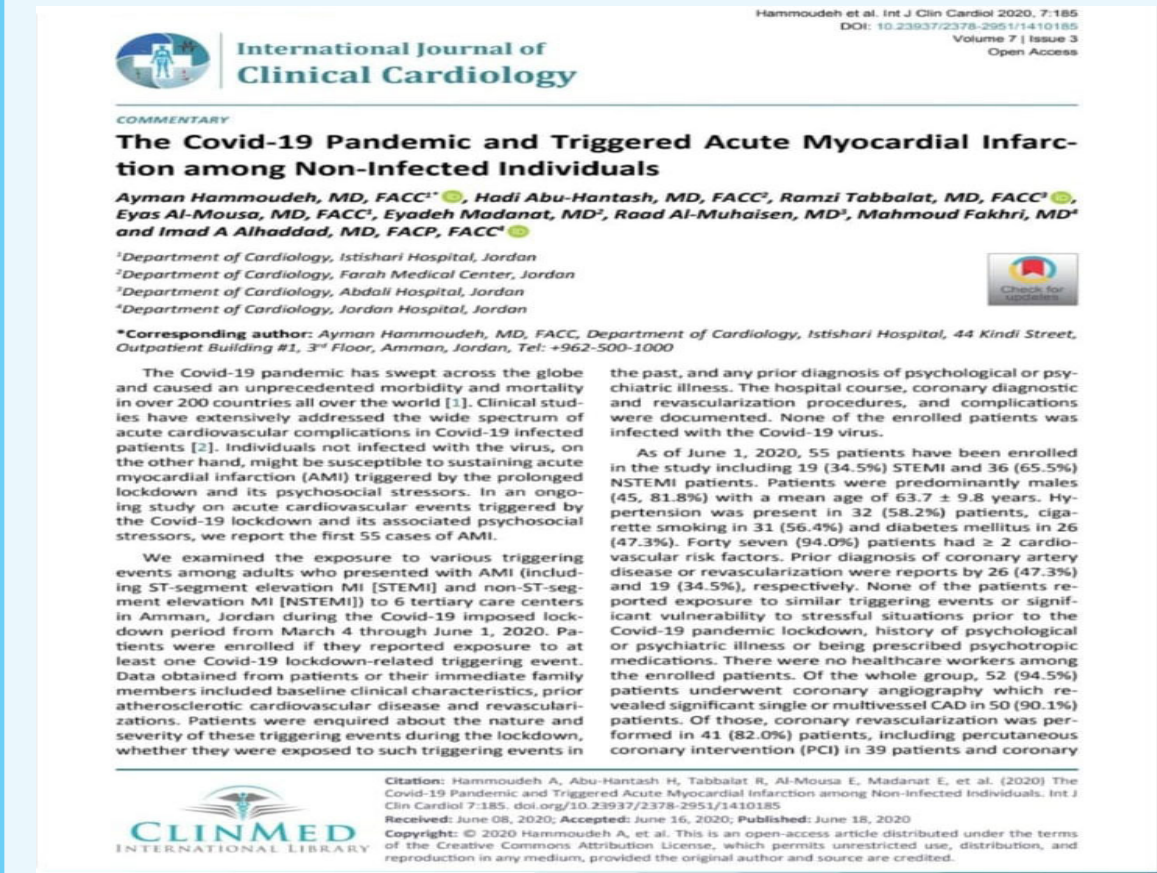 Hammoudeh et al. Int J Clin Cardiol 2020, 7:185
DOI: 10.23937/2378-2951/1410185
Volume 7 | Issue 3
Open Access
International Journal of
Clinical Cardiology
COMMENTARY
The Covid-19 Pandemic and Triggered Acute Myocardial Infarc-
tion among Non-Infected Individuals
Ayman Hammoudeh, MD, FACC¹* iD, Hadi Abu-Hantash, MD, FACC², Ramzi Tabbalat, MD, FACC³ iD,
Eyas Al-Mousa, MD, FACC¹, Eyadeh Madanat, MD², Raad Al-Muhaisen, MD³, Mahmoud Fakhri, MD⁴
and Imad A Alhaddad, MD, FACP, FACC⁴ iD
¹Department of Cardiology, Istishari Hospital, Jordan
²Department of Cardiology, Farah Medical Center, Jordan
³Department of Cardiology, Abdali Hospital, Jordan
⁴Department of Cardiology, Jordan Hospital, Jordan
Check for
updates
*Corresponding author: Ayman Hammoudeh, MD, FACC, Department of Cardiology, Istishari Hospital, 44 Kindi Street,
Outpatient Building #1, 3rd Floor, Amman, Jordan, Tel: +962-500-1000
The Covid-19 pandemic has swept across the globe
and caused an unprecedented morbidity and mortality
in over 200 countries all over the world [1]. Clinical stud-
ies have extensively addressed the wide spectrum of
acute cardiovascular complications in Covid-19 infected
patients [2]. Individuals not infected with the virus, on
the other hand, might be susceptible to sustaining acute
myocardial infarction (AMI) triggered by the prolonged
lockdown and its psychosocial stressors. In an ongo-
ing study on acute cardiovascular events triggered by
the Covid-19 lockdown and its associated psychosocial
stressors, we report the first 55 cases of AMI.
We examined the exposure to various triggering
events among adults who presented with AMI (includ-
ing ST-segment elevation MI [STEMI] and non-ST-seg-
ment elevation MI [NSTEMI]) to 6 tertiary care centers
in Amman, Jordan during the Covid-19 imposed lock-
down period from March 4 through June 1, 2020. Pa-
tients were enrolled if they reported exposure to at
least one Covid-19 lockdown-related triggering event.
Data obtained from patients or their immediate family
members included baseline clinical characteristics, prior
atherosclerotic cardiovascular disease and revasculari-
zations. Patients were enquired about the nature and
severity of these triggering events during the lockdown,
whether they were exposed to such triggering events in
the past, and any prior diagnosis of psychological or psy-
chiatric illness. The hospital course, coronary diagnostic
and revascularization procedures, and complications
were documented. None of the enrolled patients was
infected with the Covid-19 virus.
As of June 1, 2020, 55 patients have been enrolled
in the study including 19 (34.5%) STEMI and 36 (65.5%)
NSTEMI patients. Patients were predominantly males
(45, 81.8%) with a mean age of 63.7 ± 9.8 years. Hy-
pertension was present in 32 (58.2%) patients, ciga-
rette smoking in 31 (56.4%) and diabetes mellitus in 26
(47.3%). Forty seven (94.0%) patients had ≥ 2 cardio-
vascular risk factors. Prior diagnosis of coronary artery
disease or revascularization were reports by 26 (47.3%)
and 19 (34.5%), respectively. None of the patients re-
ported exposure to similar triggering events or signif-
icant vulnerability to stressful situations prior to the
Covid-19 pandemic lockdown, history of psychological
or psychiatric illness or being prescribed psychotropic
medications. There were no healthcare workers among
the enrolled patients. Of the whole group, 52 (94.5%)
patients underwent coronary angiography which re-
vealed significant single or multivessel CAD in 50 (90.1%)
patients. Of those, coronary revascularization was per-
formed in 41 (82.0%) patients, including percutaneous
coronary intervention (PCI) in 39 patients and coronary
CLINMED
INTERNATIONAL LIBRARY
Citation: Hammoudeh A, Abu-Hantash H, Tabbalat R, Al-Mousa E, Madanat E, et al. (2020) The
Covid-19 Pandemic and Triggered Acute Myocardial Infarction among Non-Infected Individuals. Int J
Clin Cardiol 7:185. doi.org/10.23937/2378-2951/1410185
Received: June 08, 2020; Accepted: June 16, 2020; Published: June 18, 2020
Copyright: © 2020 Hammoudeh A, et al. This is an open-access article distributed under the terms
of the Creative Commons Attribution License, which permits unrestricted use, distribution, and
reproduction in any medium, provided the original author and source are credited.